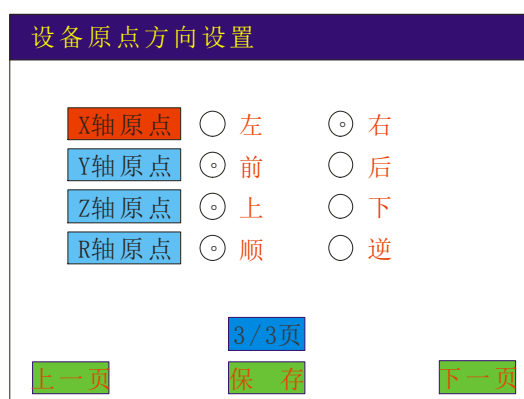 设备原点方向设置
X轴原点 左 右
Y轴原点 前 后
Z轴原点 上 下
R轴原点 顺 逆
3/3页
上一页 保 存 下一页